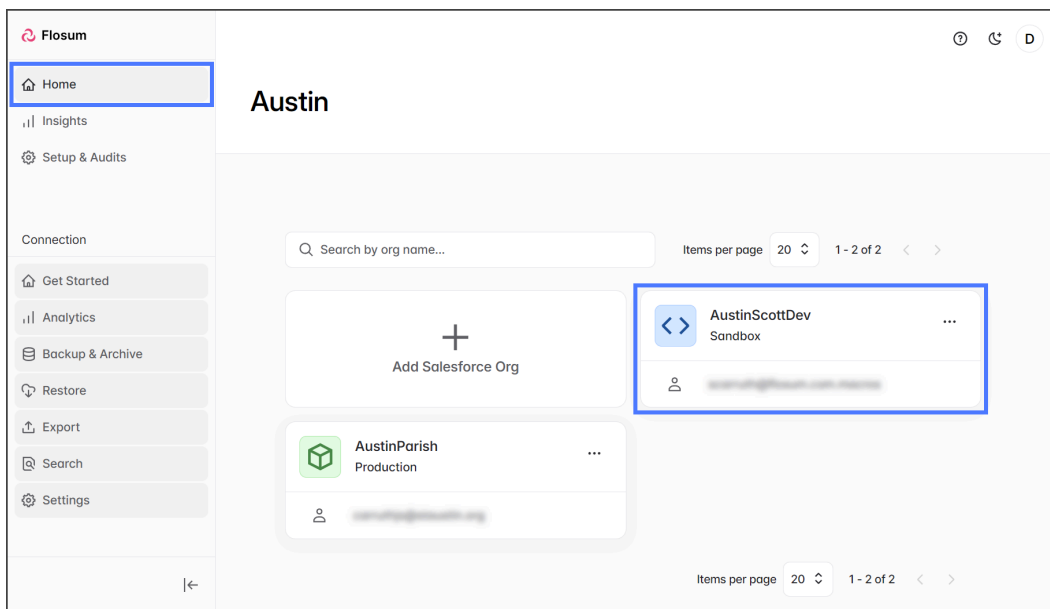 Flosum
D
Home
Insights
Setup & Audits
Austin
Connection
Get Started
Analytics
Backup & Archive
Restore
Export
Search
Settings
Search by org name...
Items per page 20 1 - 2 of 2
Add Salesforce Org
AustinScottDev
Sandbox
AustinParish
Production
Items per page 20 1 - 2 of 2